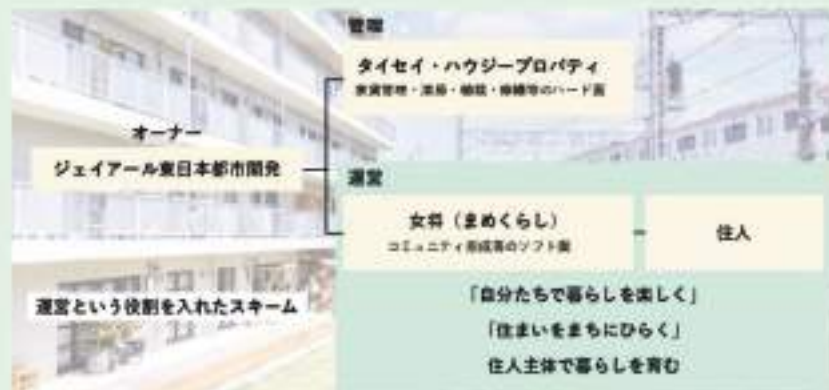 管理
タイセイ・ハウジープロパティ
家賃管理・清掃・植栽・修繕等のハード面
オーナー
ジェイアール東日本都市開発
運営
女将(まめくらし)
コミュニティ形成等のソフト面
住人
運営という役割を入れたスキーム
「自分たちで暮らしを楽しく」
「住まいをまちにひらく」
住人主体で暮らしを育む